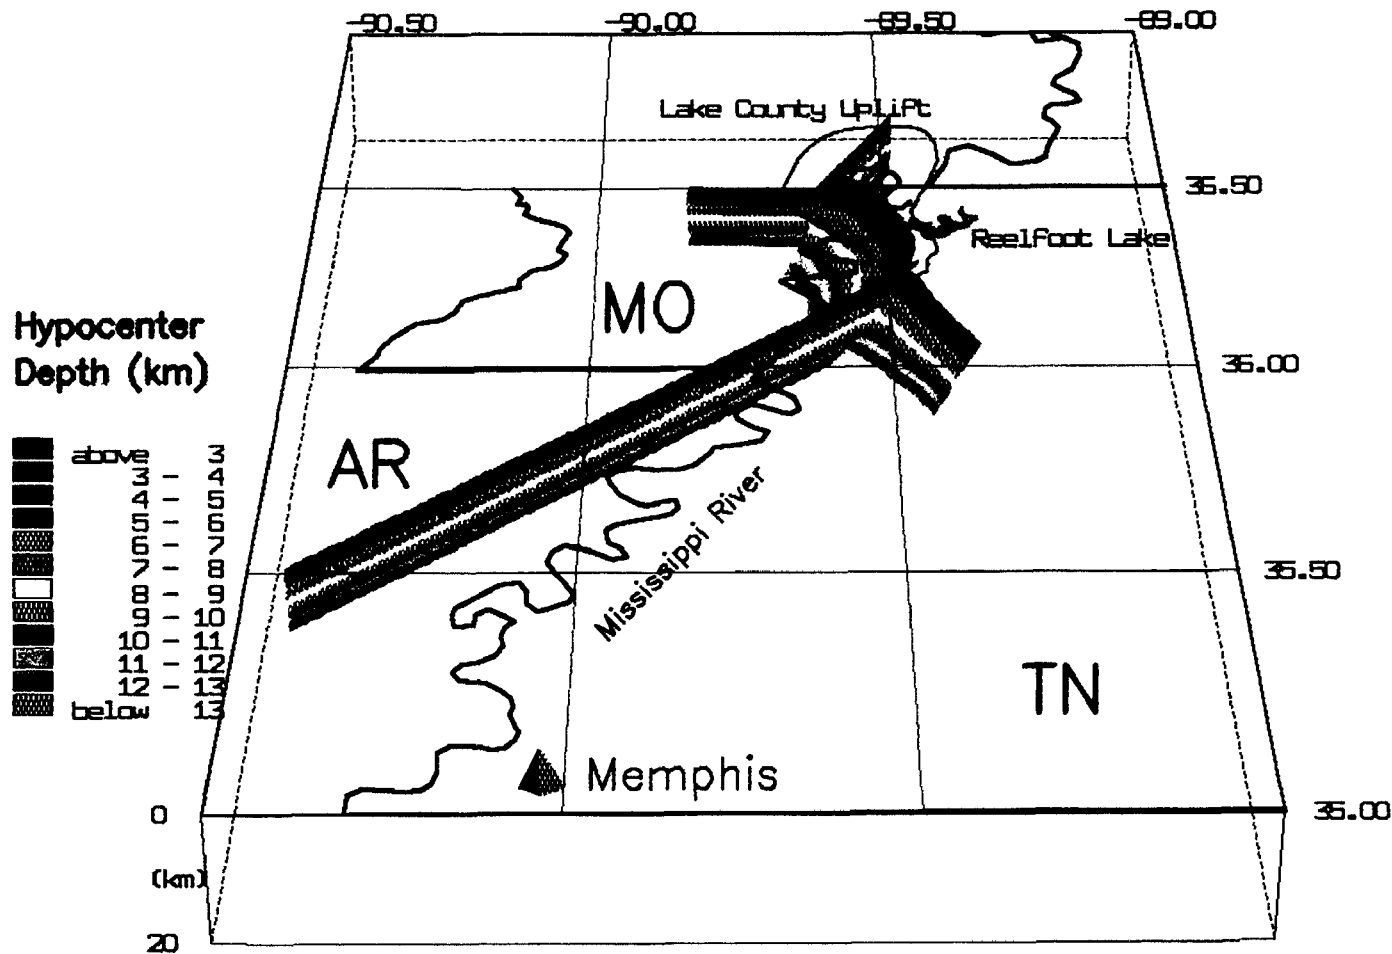 -90.50 -90.00 -89.50 -89.00
Lake County Uplift
36.50
Reelfoot Lake
MO
Hypocenter
Depth (km)
36.00
above 3
3 - 4
4 - 5
5 - 6
6 - 7
7 - 8
8 - 9
9 - 10
10 - 11
11 - 12
12 - 13
below 13
AR
Mississippi River
35.50
TN
Memphis
0
35.00
(km)
20